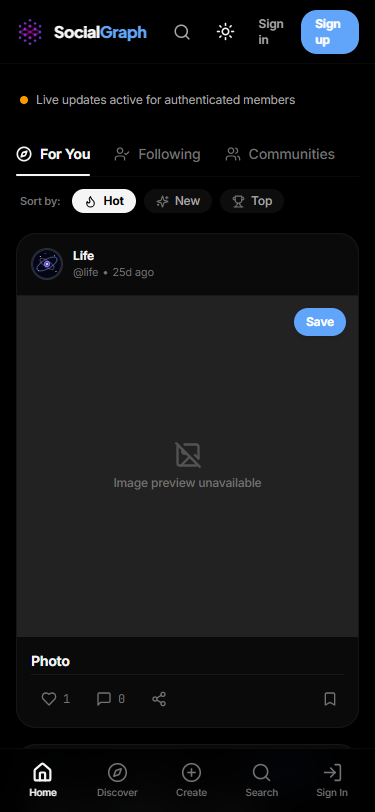 SocialGraph
Sign in
Sign up
Live updates active for authenticated members
For You
Following
Communities
Sort by:
Hot
New
Top
Life
@life • 25d ago
Save
Image preview unavailable
Photo
1
0
Home
Discover
Create
Search
Sign In